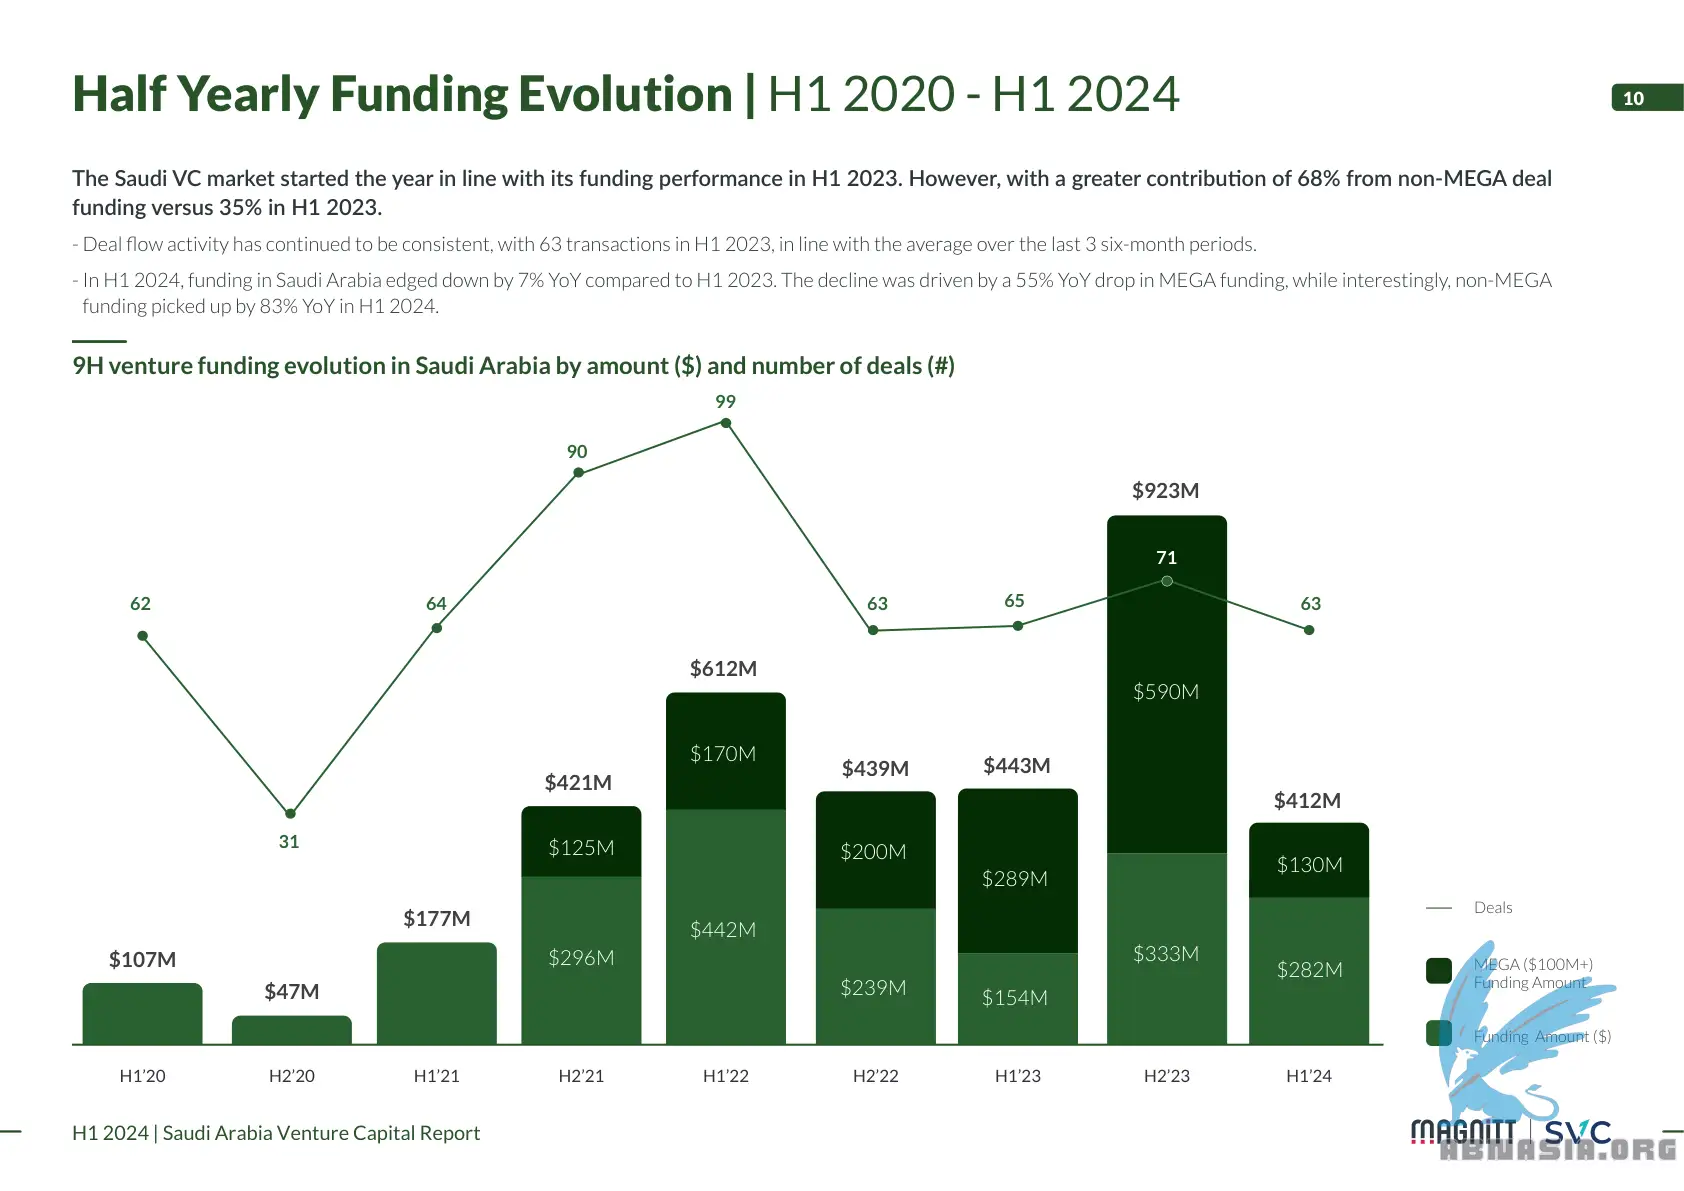 Half Yearly Funding Evolution | H1 2020 - H1 2024
10
The Saudi VC market started the year in line with its funding performance in H1 2023. However, with a greater contribution of 68% from non-MEGA deal
funding versus 35% in H1 2023.
- Deal flow activity has continued to be consistent, with 63 transactions in H1 2023, in line with the average over the last 3 six-month periods.
- In H1 2024, funding in Saudi Arabia edged down by 7% YoY compared to H1 2023. The decline was driven by a 55% YoY drop in MEGA funding, while interestingly, non-MEGA
funding picked up by 83% YoY in H1 2024.
9H venture funding evolution in Saudi Arabia by amount ($) and number of deals (#)
99
90
$923M
71
62
64
63
65
63
$612M
$590M
$170M
$439M
$443M
$421M
$412M
31
$125M
$200M
$289M
$130M
$177M
$442M
$107M
$296M
$333M
$282M
$47M
$239M
$154M
Deals
MEGA ($100M+)
Funding Amount
Funding Amount ($)
H1'20
H2'20
H1'21
H2'21
H1'22
H2'22
H1'23
H2'23
H1'24
H1 2024 | Saudi Arabia Venture Capital Report
MAGNiTT | SVC
ABNASIA.ORG